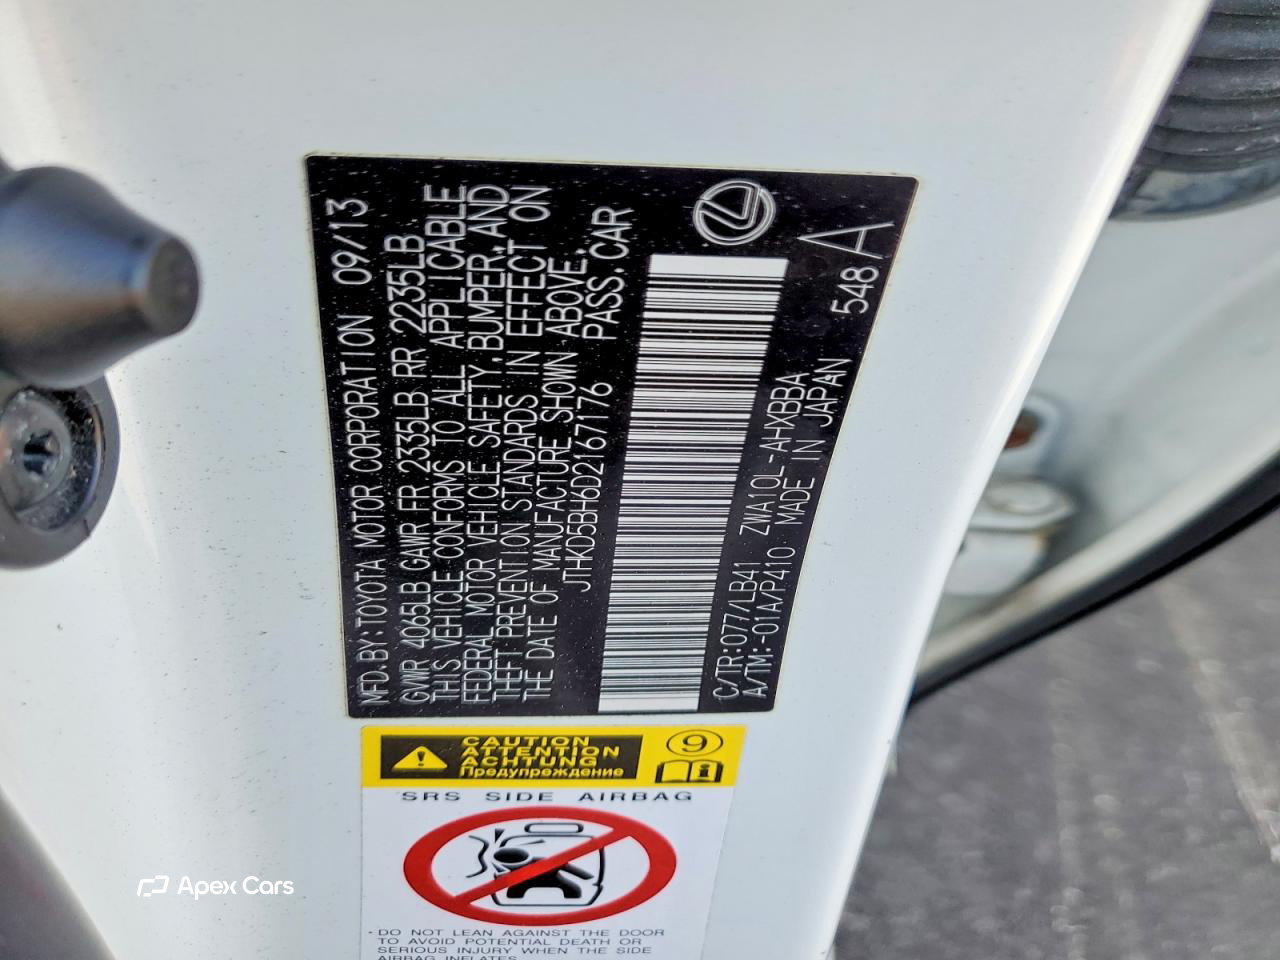 MFD.BY:TOYOTA MOTOR CORPORATION 09/13
GVWR 4065LB GAWR FR 2335LB RR 2235LB
THIS VEHICLE CONFORMS TO ALL APPLICABLE
FEDERAL MOTOR VEHICLE SAFETY, BUMPER, AND
THEFT PREVENTION STANDARDS IN EFFECT ON
THE DATE OF MANUFACTURE SHOWN ABOVE.
JTHKD5BH6D2167176 PASS.CAR
C/TR:077/LB41 ZWA10L-AHXBBA
A/TM:-01A/P410 MADE IN JAPAN
548 A
CAUTION
ATTENTION
ACHTUNG
Предупреждение
9
i
SRS SIDE AIRBAG
· DO NOT LEAN AGAINST THE DOOR
TO AVOID POTENTIAL DEATH OR
SERIOUS INJURY WHEN THE SIDE
AIRBAG INFLATES.
Apex Cars